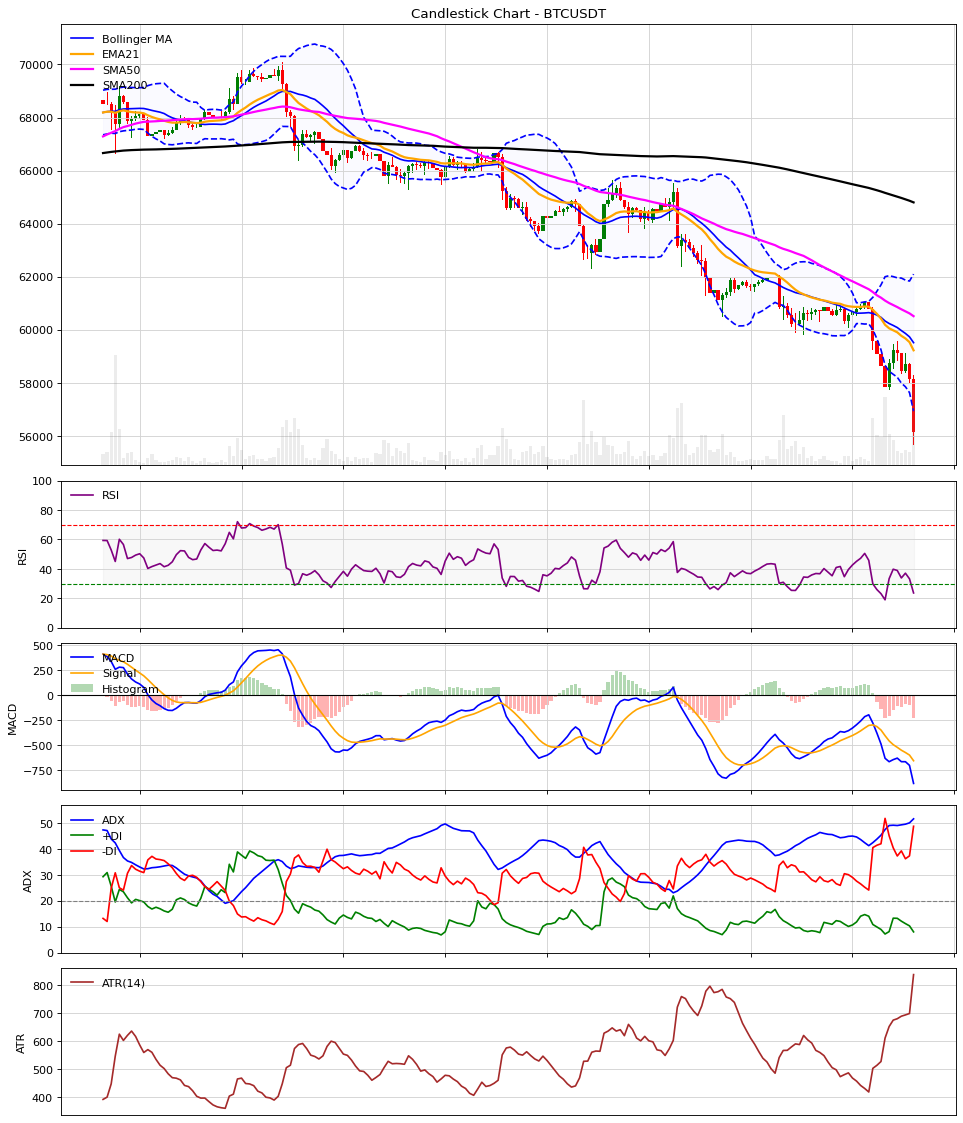 Candlestick Chart - BTCUSDT
Bollinger MA
EMA21
SMA50
SMA200
70000
68000
66000
64000
62000
60000
58000
56000
RSI
RSI
100
80
60
40
20
0
MACD
Signal
Histogram
MACD
500
250
0
−250
−500
−750
ADX
+DI
-DI
ADX
50
40
30
20
10
0
ATR(14)
ATR
800
700
600
500
400